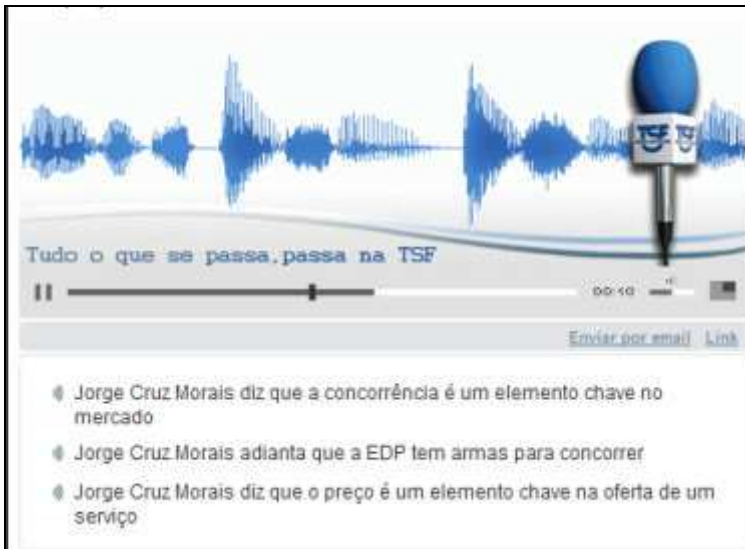 TSF TSF
Tudo o que se passa,passa na TSF
00:10
Enviar por email Link
Jorge Cruz Morais diz que a concorrência é um elemento chave no
mercado
Jorge Cruz Morais adianta que a EDP tem armas para concorrer
Jorge Cruz Morais diz que o preço é um elemento chave na oferta de um
serviço